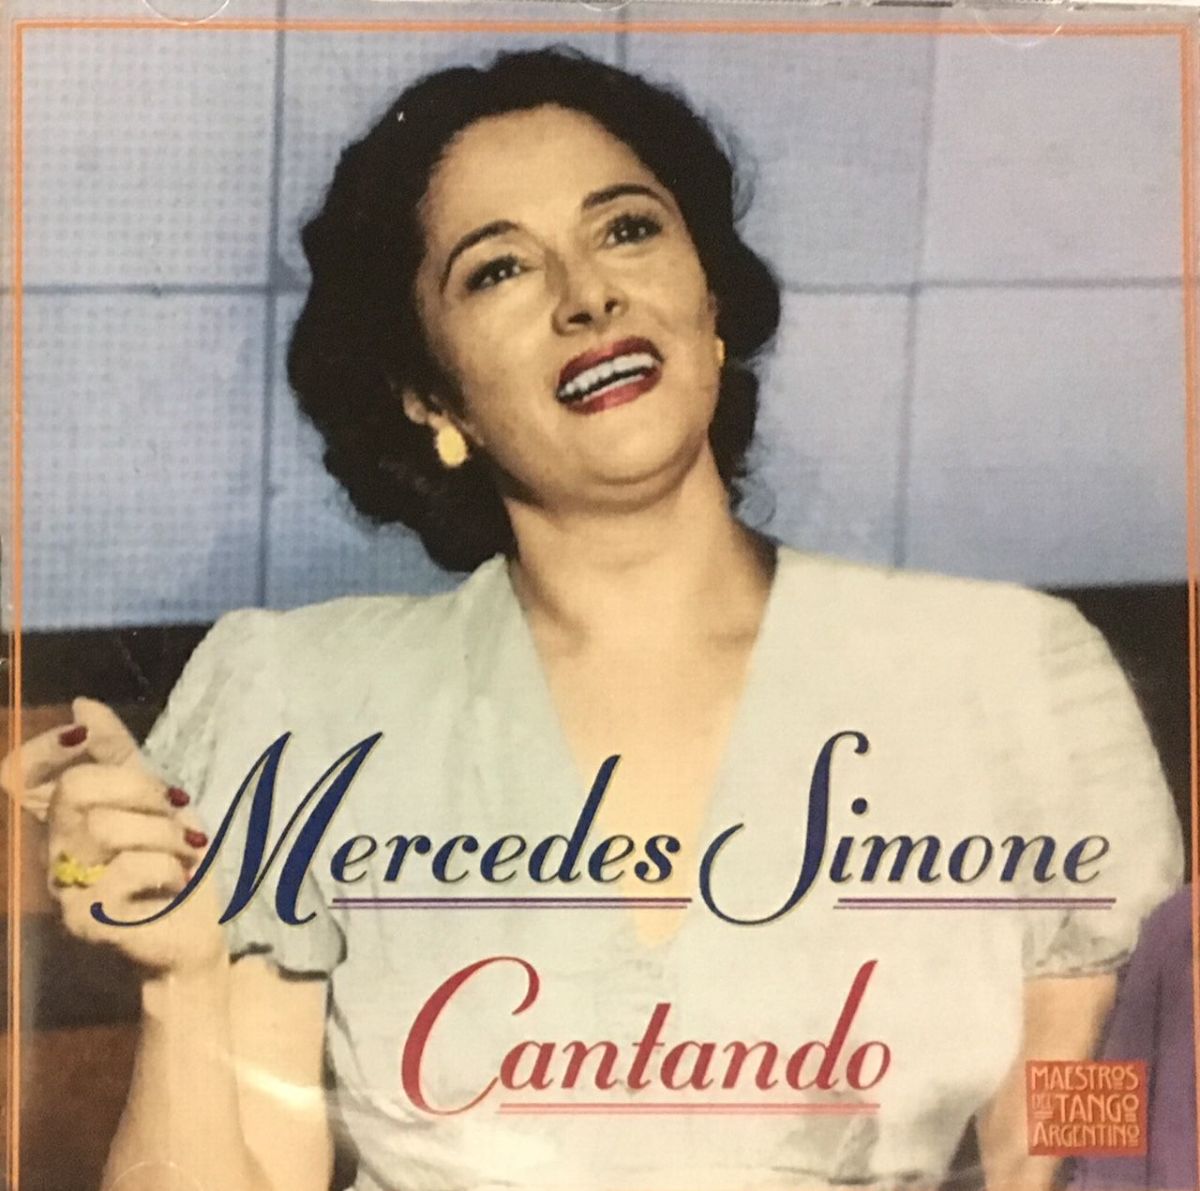 Mercedes Simone
Cantando
MAESTROS
DEL TANGO
ARGENTINO